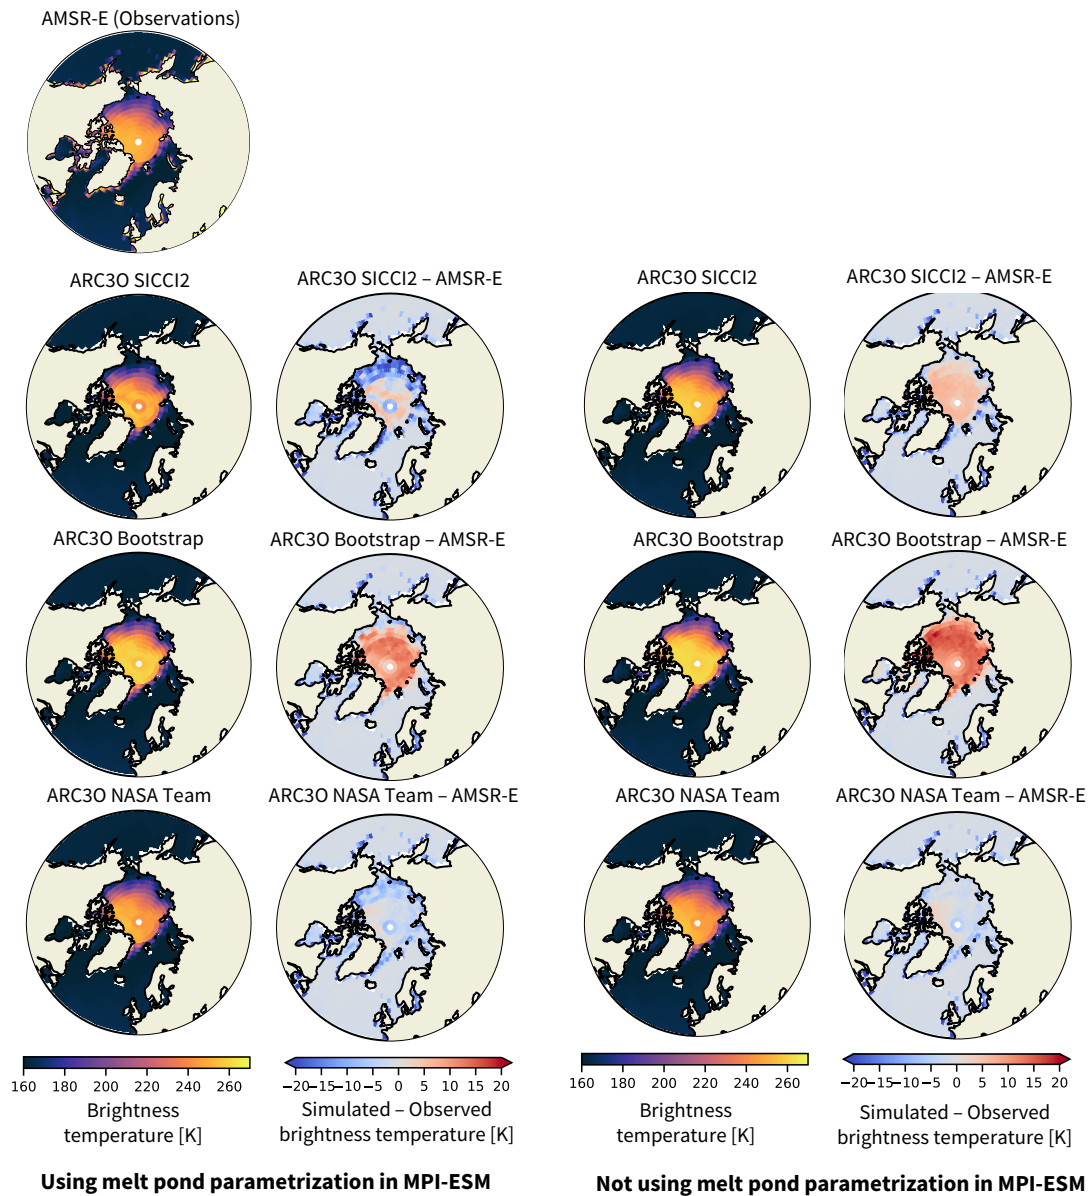 AMSR-E (Observations)
ARC3O SICCI2
ARC3O SICCI2 – AMSR-E
ARC3O SICCI2
ARC3O SICCI2 – AMSR-E
ARC3O Bootstrap
ARC3O Bootstrap – AMSR-E
ARC3O Bootstrap
ARC3O Bootstrap – AMSR-E
ARC3O NASA Team
ARC3O NASA Team – AMSR-E
ARC3O NASA Team
ARC3O NASA Team – AMSR-E
160 180 200 220 240 260
−20 −15 −10 −5 0 5 10 15 20
160 180 200 220 240 260
−20 −15 −10 −5 0 5 10 15 20
Brightness
temperature [K]
Simulated – Observed
brightness temperature [K]
Brightness
temperature [K]
Simulated – Observed
brightness temperature [K]
Using melt pond parametrization in MPI-ESM
Not using melt pond parametrization in MPI-ESM